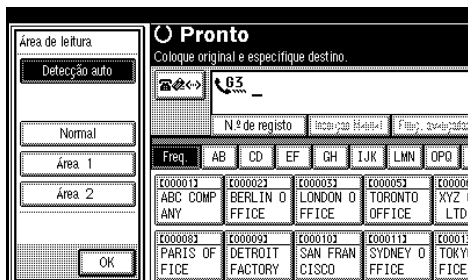 Área de leitura
Detecção auto
Normal
Área 1
Área 2
OK
Pronto
Coloque original e especifique destino.
G3
N.º de registo
Freq. AB CD EF GH IJK LMN OPQ
[00001] [00002] [00003] [00005]
ABC COMP BERLIN O LONDON O TORONTO XYZ
ANY FFICE FFICE OFFICE LTD
[00008] [00009] [00010] [00011]
PARIS OF DETROIT SAN FRAN SYDNEY O TOKY
FICE FACTORY CISCO FFICE FICE